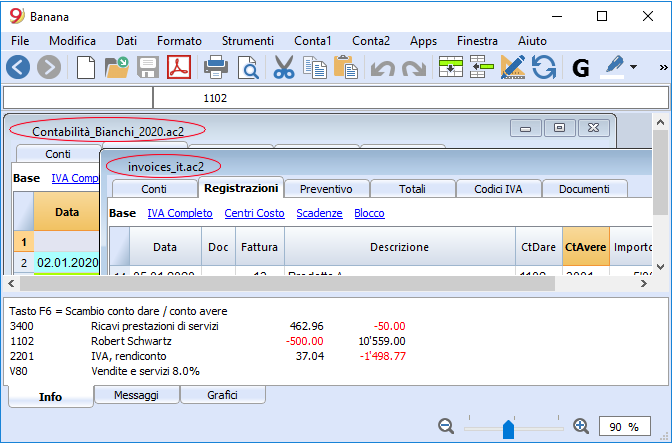 Banana
File Modifica Dati Formato Strumenti Conta1 Conta2 Apps Finestra Aiuto
G
1102
Contabilità_Bianchi_2020.ac2
Conti
Base IVA Comple
Data
1
2 02.01.2020
invoices_it.ac2
Conti Registrazioni Preventivo Totali Codici IVA Documenti
Base IVA Completo Centri Costo Scadenze Blocco
Data Doc Fattura Descrizione CtDare CtAvere Importo
Tasto F6 = Scambio conto dare / conto avere
3400 Ricavi prestazioni di servizi 462.96 -50.00
1102 Robert Schwartz -500.00 10'559.00
2201 IVA, rendiconto 37.04 -1'498.77
V80 Vendite e servizi 8.0%
Info Messaggi Grafici
90 %